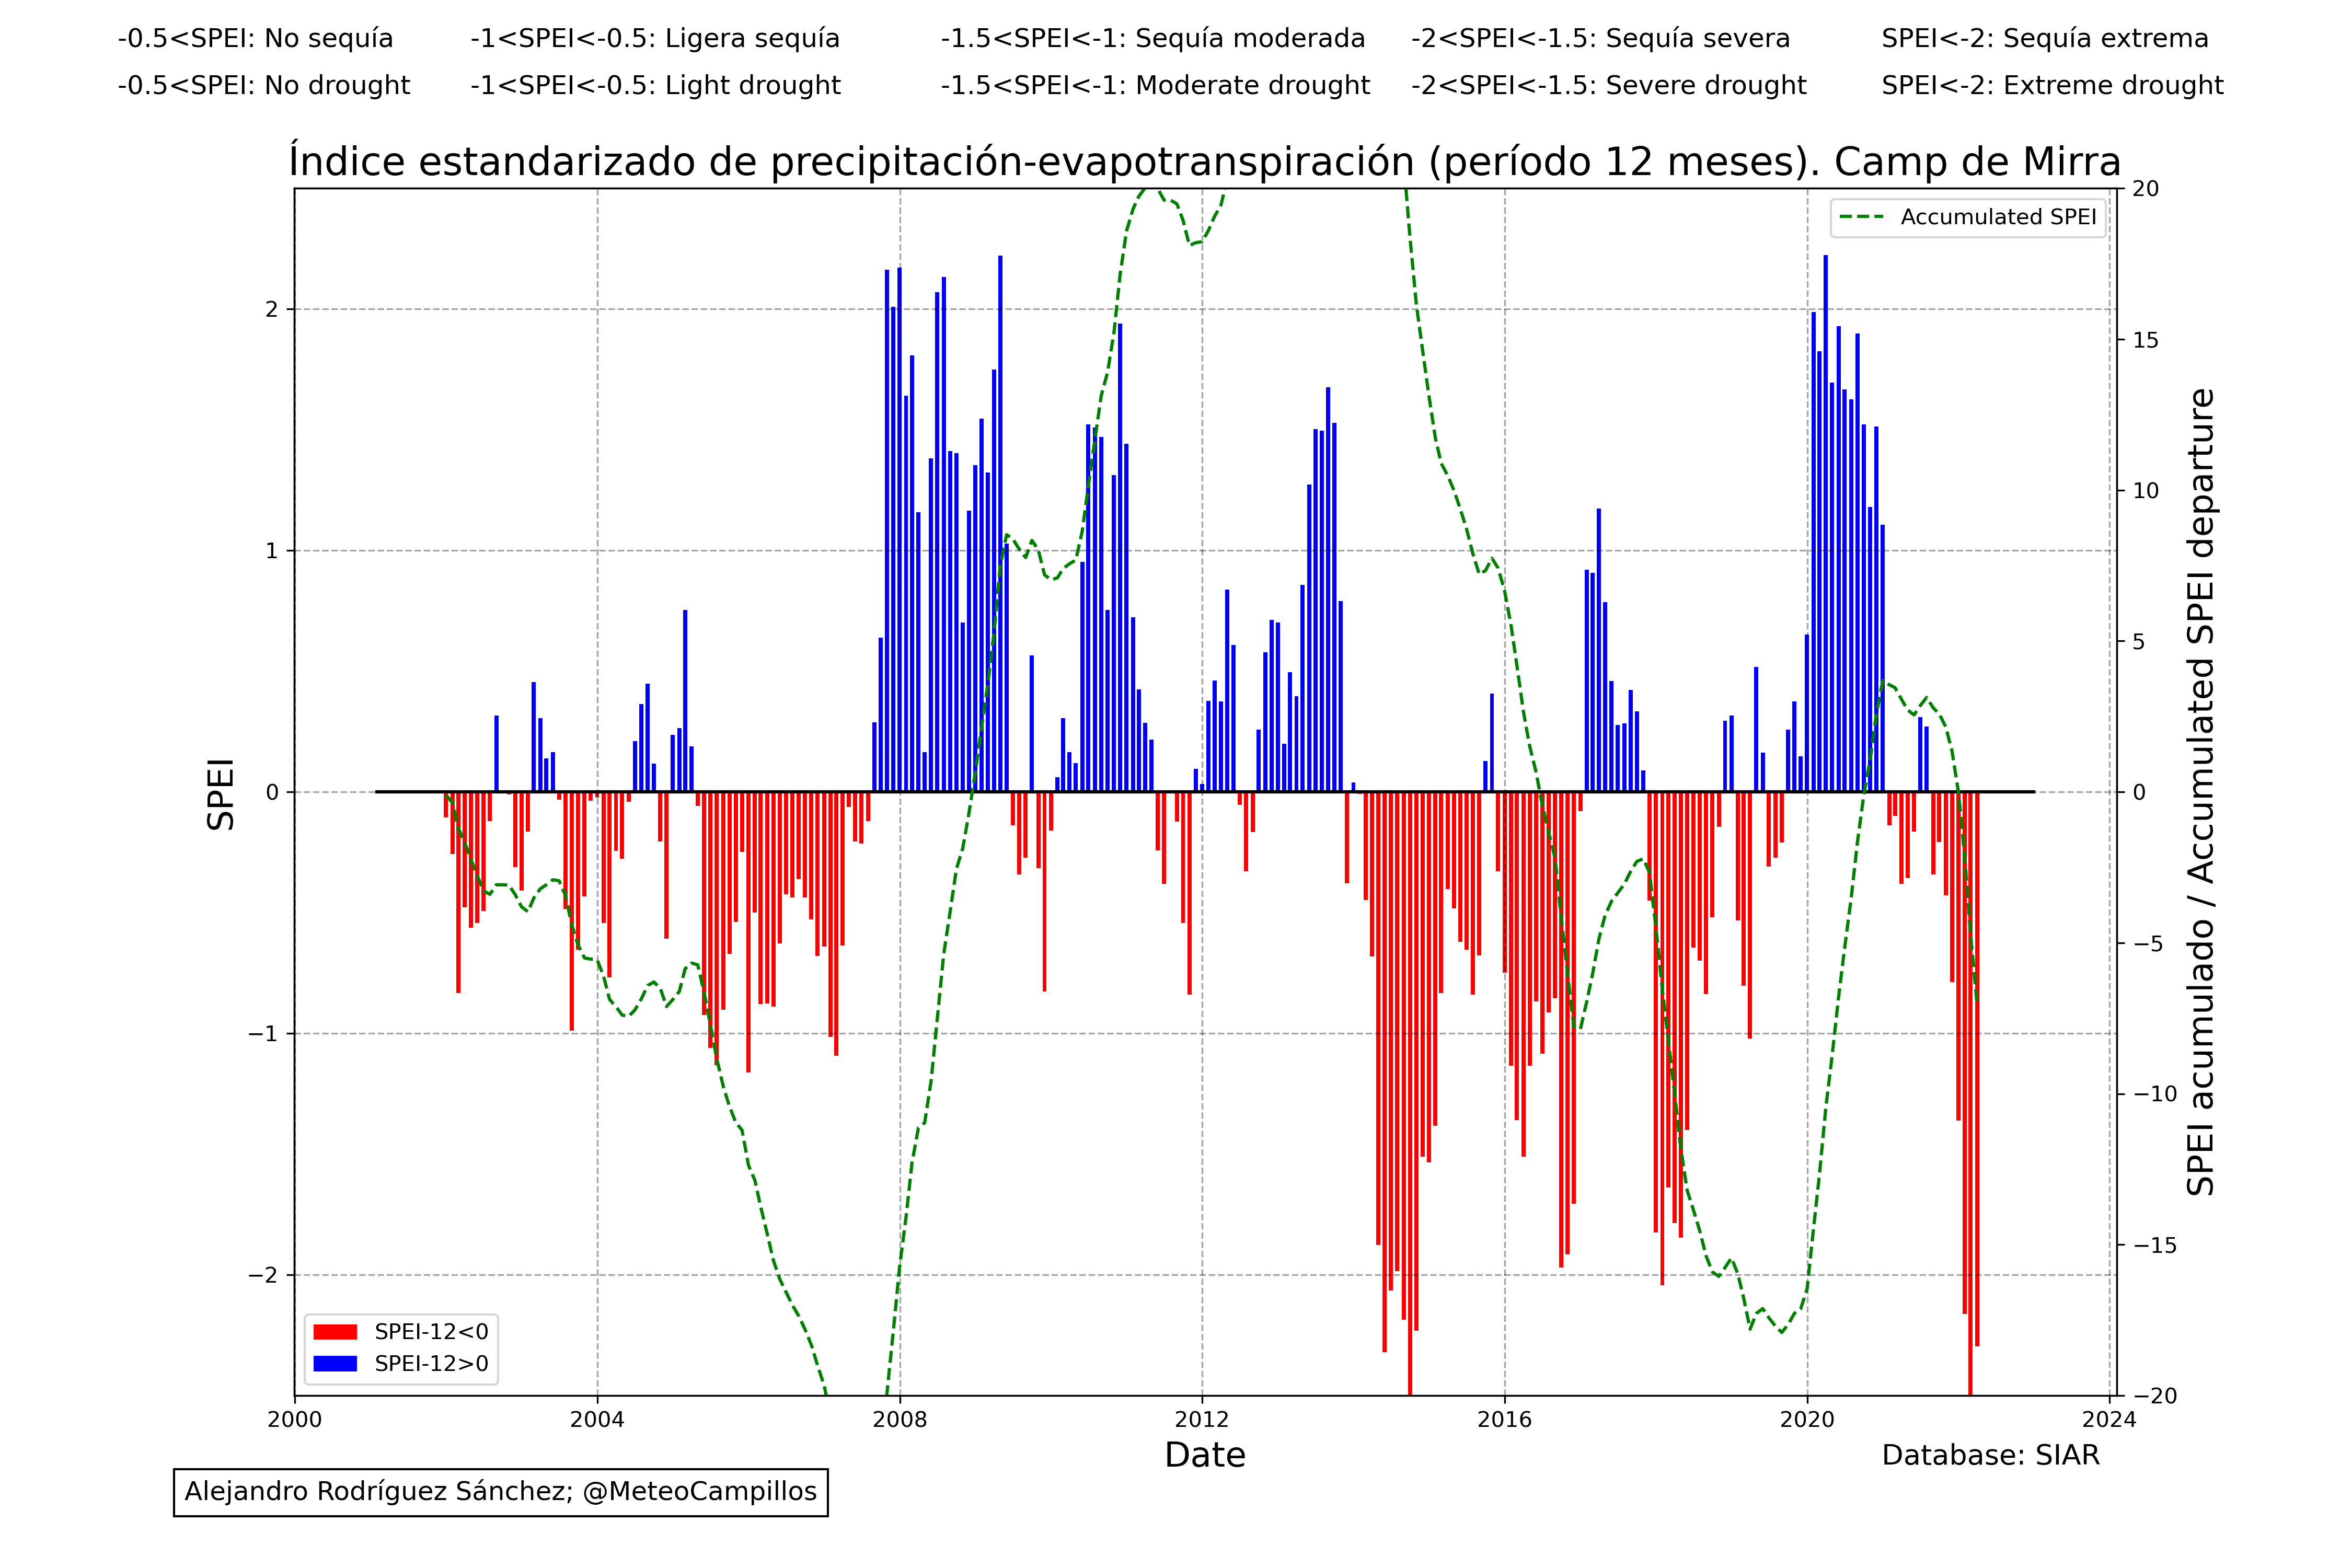 -0.5<SPEI: No sequía -1<SPEI<-0.5: Ligera sequía -1.5<SPEI<-1: Sequía moderada -2<SPEI<-1.5: Sequía severa SPEI<-2: Sequía extrema
-0.5<SPEI: No drought -1<SPEI<-0.5: Light drought -1.5<SPEI<-1: Moderate drought -2<SPEI<-1.5: Severe drought SPEI<-2: Extreme drought
Índice estandarizado de precipitación-evapotranspiración (período 12 meses). Camp de Mirra
Accumulated SPEI
SPEI
2
1
0
−1
−2
20
15
10
5
0
−5
−10
−15
−20
SPEI acumulado / Accumulated SPEI departure
SPEI-12<0
SPEI-12>0
2000 2004 2008 2012 2016 2020 2024
Date
Database: SIAR
Alejandro Rodríguez Sánchez; @MeteoCampillos